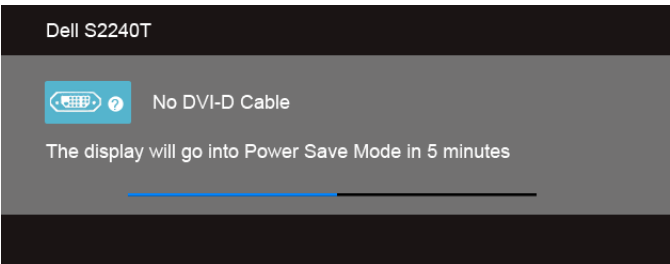 Dell S2240T
No DVI-D Cable
The display will go into Power Save Mode in 5 minutes